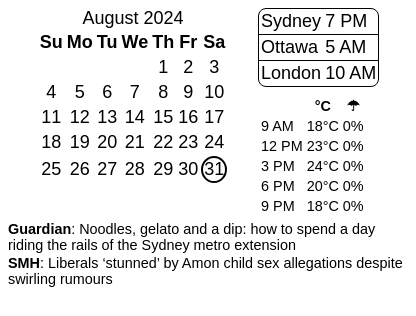 August 2024
Su Mo Tu We Th Fr Sa
1 2 3
4 5 6 7 8 9 10
11 12 13 14 15 16 17
18 19 20 21 22 23 24
25 26 27 28 29 30 31
Sydney 7 PM
Ottawa 5 AM
London 10 AM
°C ☂
9 AM 18°C 0%
12 PM 23°C 0%
3 PM 24°C 0%
6 PM 20°C 0%
9 PM 18°C 0%
Guardian: Noodles, gelato and a dip: how to spend a day
riding the rails of the Sydney metro extension
SMH: Liberals ‘stunned’ by Amon child sex allegations despite
swirling rumours